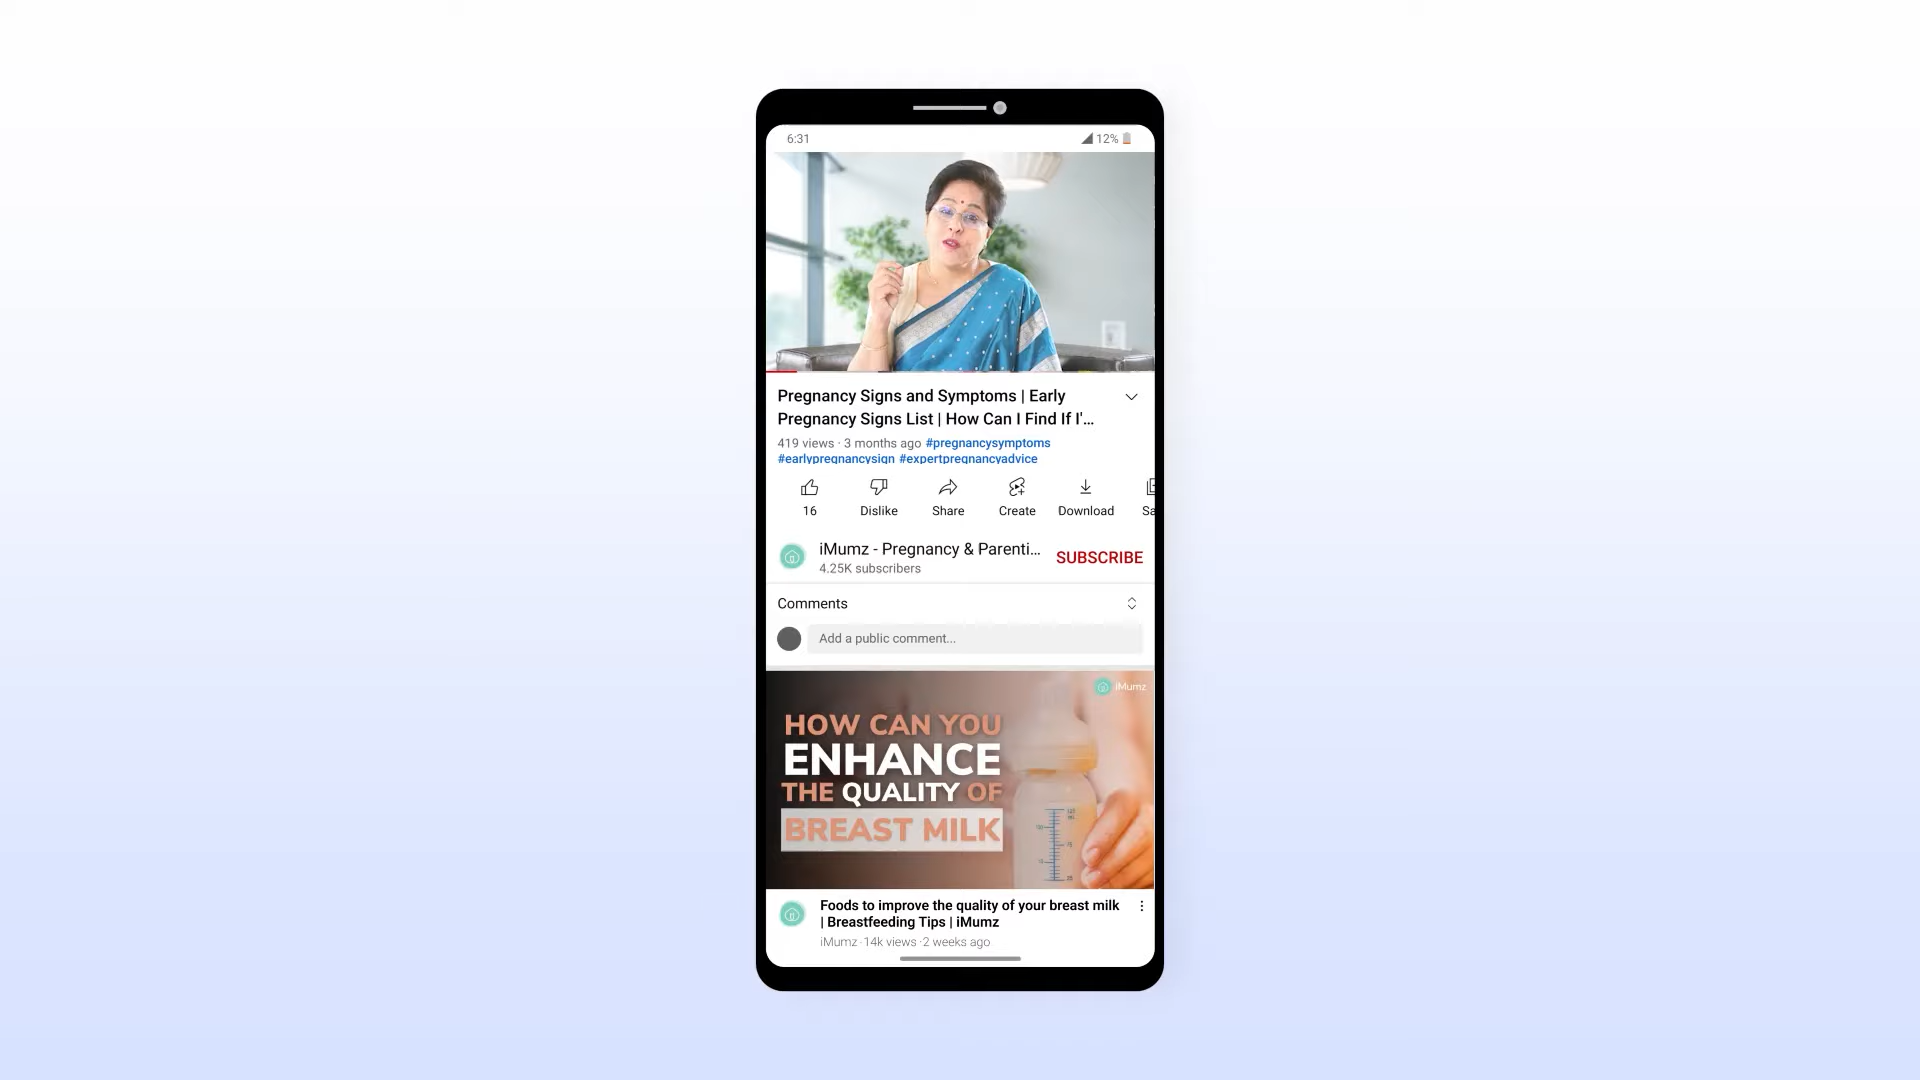 6:31
12%
Pregnancy Signs and Symptoms | Early
Pregnancy Signs List | How Can I Find If I'...
419 views · 3 months ago #pregnancysymptoms
#earlypregnancysign #expertpregnancyadvice
16
Dislike
Share
Create
Download
Sa
iMumz - Pregnancy & Parenti...
SUBSCRIBE
4.25K subscribers
Comments
Add a public comment...
iMumz
HOW CAN YOU
ENHANCE
THE QUALITY OF
BREAST MILK
Foods to improve the quality of your breast milk
| Breastfeeding Tips | iMumz
iMumz · 14k views · 2 weeks ago